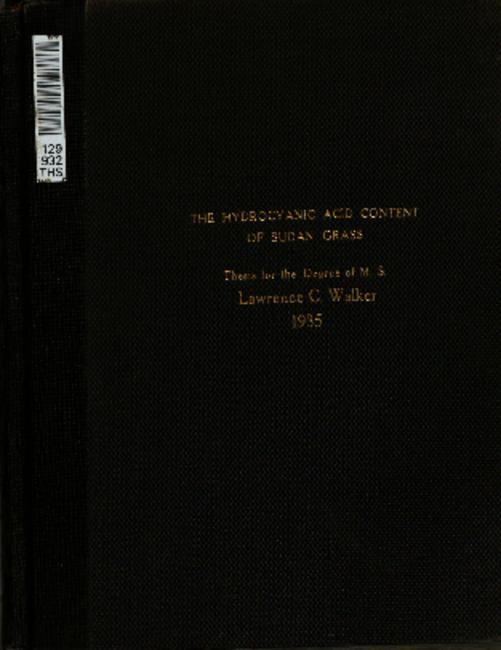 129
932
THS
THE HYDROCYANIC ACID CONTENT
OF SUDAN GRASS
Thesis for the Degree of M. S.
Lawrence C. Walker
1935